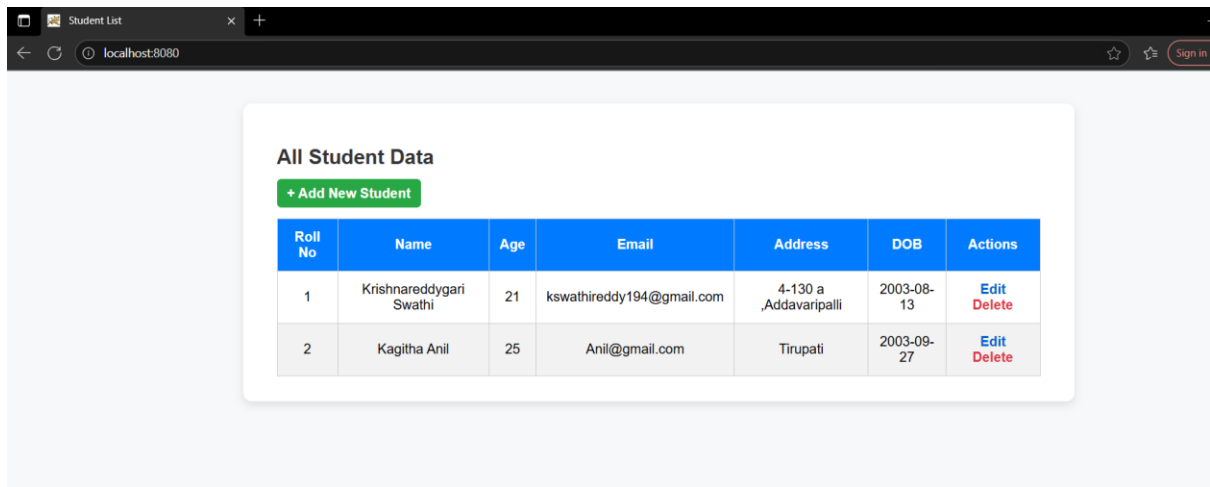 Student List
localhost:8080
Sign in
All Student Data
+ Add New Student
Roll No Name Age Email Address DOB Actions
1 Krishnareddygari Swathi 21 kswathireddy194@gmail.com 4-130 a ,Addavaripalli 2003-08-13 Edit Delete
2 Kagitha Anil 25 Anil@gmail.com Tirupati 2003-09-27 Edit Delete